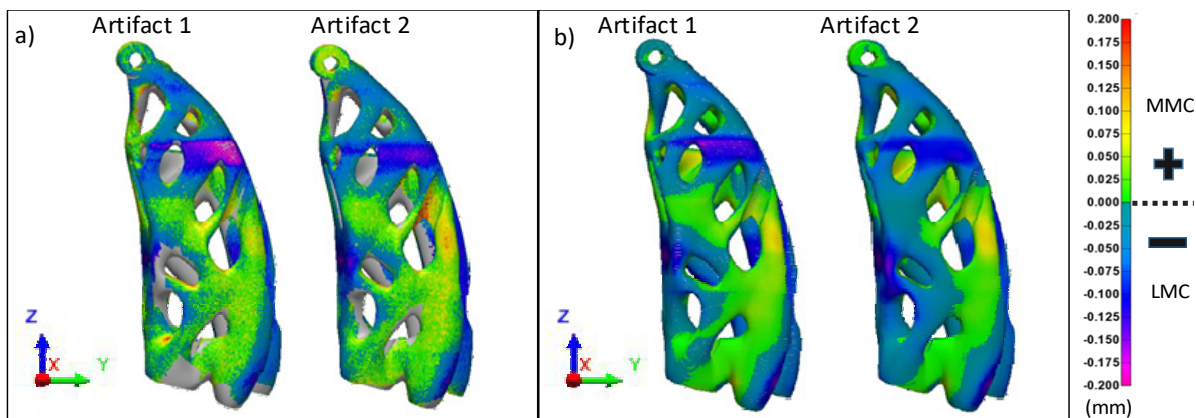 a)
Artifact 1
Artifact 2
Z
X
Y
b)
Artifact 1
Artifact 2
Z
X
Y
0.200
0.175
0.150
0.125
0.100
0.075
0.050
0.025
0.000
-0.025
-0.050
-0.075
-0.100
-0.125
-0.150
-0.175
-0.200
(mm)
MMC
LMC